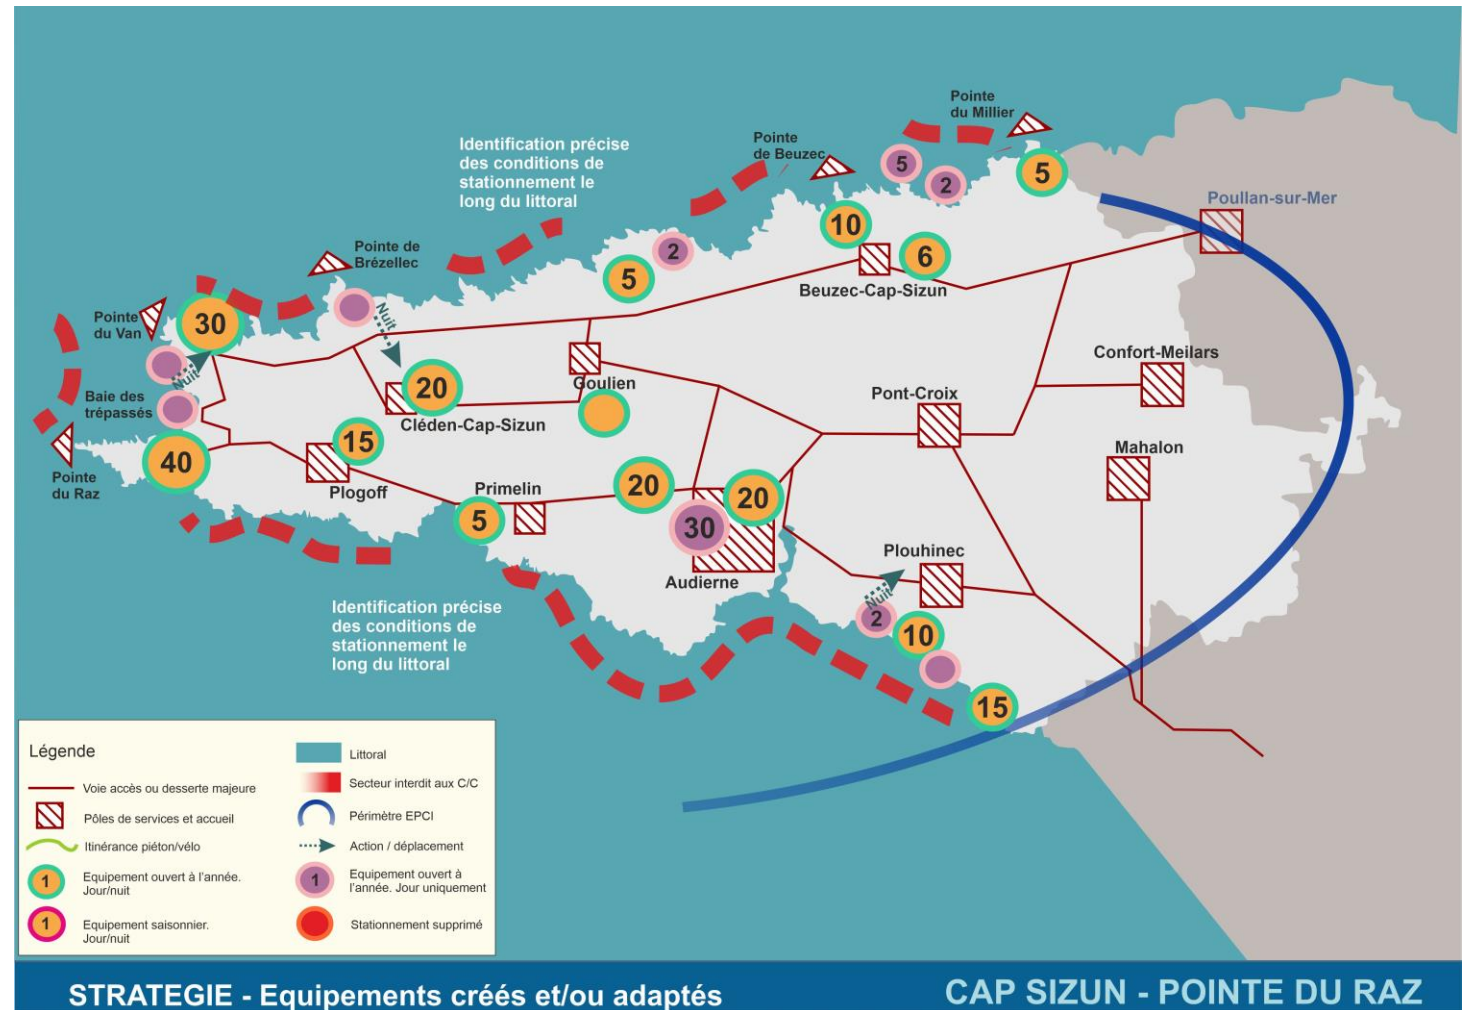 Pointe
du Millier
Pointe
de Beuzec
Identification précise
des conditions de
stationnement le
long du littoral
5
2
5
Poullan-sur-Mer
10
6
2
5
Beuzec-Cap-Sizun
Pointe de
Brézellec
Pointe
du Van
30
Nuit
Nuit
Baie des
trépassés
20
Cléden-Cap-Sizun
Goulien
Confort-Meilars
Pont-Croix
Mahalon
Pointe
du Raz
40
15
Plogoff
Primelin
5
20
20
30
Audierne
Plouhinec
Nuit
2
10
15
Identification précise
des conditions de
stationnement le
long du littoral
Légende
Voie accès ou desserte majeure
Pôles de services et accueil
Itinérance piéton/vélo
1
Equipement ouvert à l'année.
Jour/nuit
1
Equipement saisonnier.
Jour/nuit
Littoral
Secteur interdit aux C/C
Périmètre EPCI
Action / déplacement
1
Equipement ouvert à
l'année. Jour uniquement
Stationnement supprimé
STRATEGIE - Equipements créés et/ou adaptés
CAP SIZUN - POINTE DU RAZ